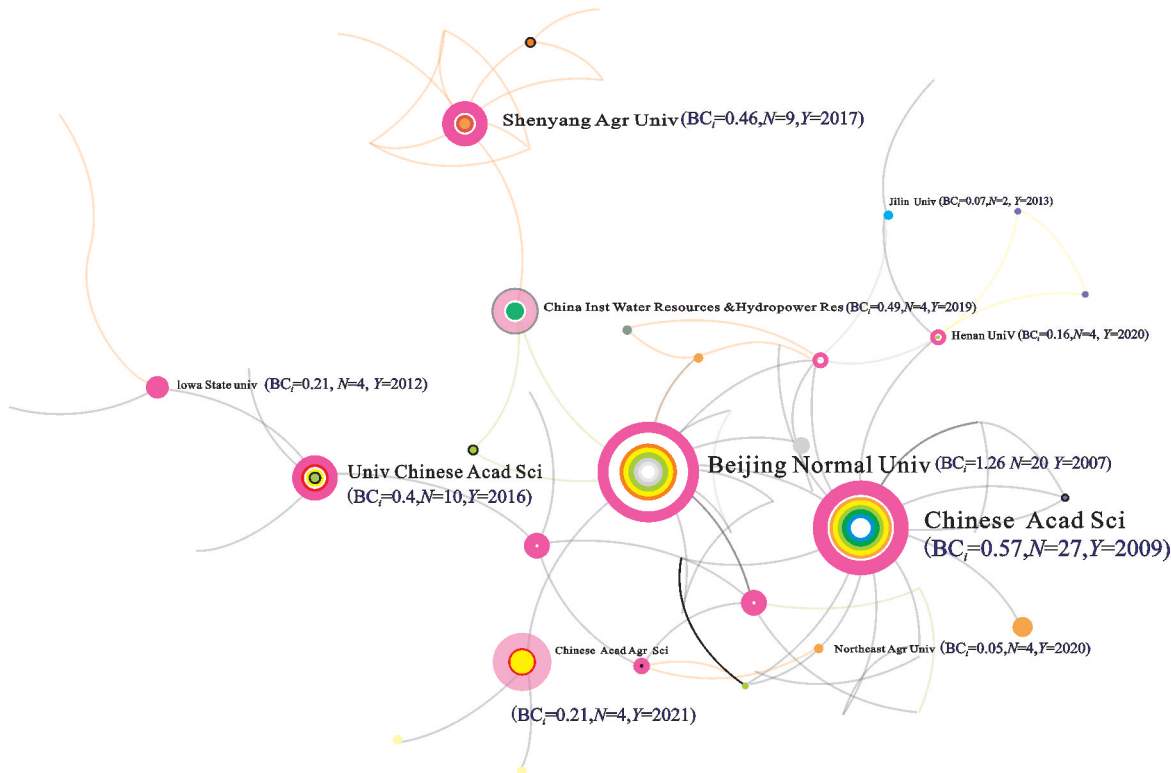 Shenyang Agr Univ (BCi=0.46,N=9,Y=2017)
Jilin Univ (BCi=0.07,N=2, Y=2013)
China Inst Water Resources &Hydropower Res (BCi=0.49,N=4,Y=2019)
Henan UniV (BCi=0.16, N=4, Y=2020)
Iowa State univ (BCi=0.21, N=4, Y=2012)
Beijing Normal Univ (BCi=1.26 N=20 Y=2007)
Univ Chinese Acad Sci
(BCi=0.4,N=10,Y=2016)
Chinese Acad Sci
(BCi=0.57,N=27,Y=2009)
Chinese Acad Agr Sci
Northeast Agr Univ (BCi=0.05,N=4,Y=2020)
(BCi=0.21,N=4,Y=2021)